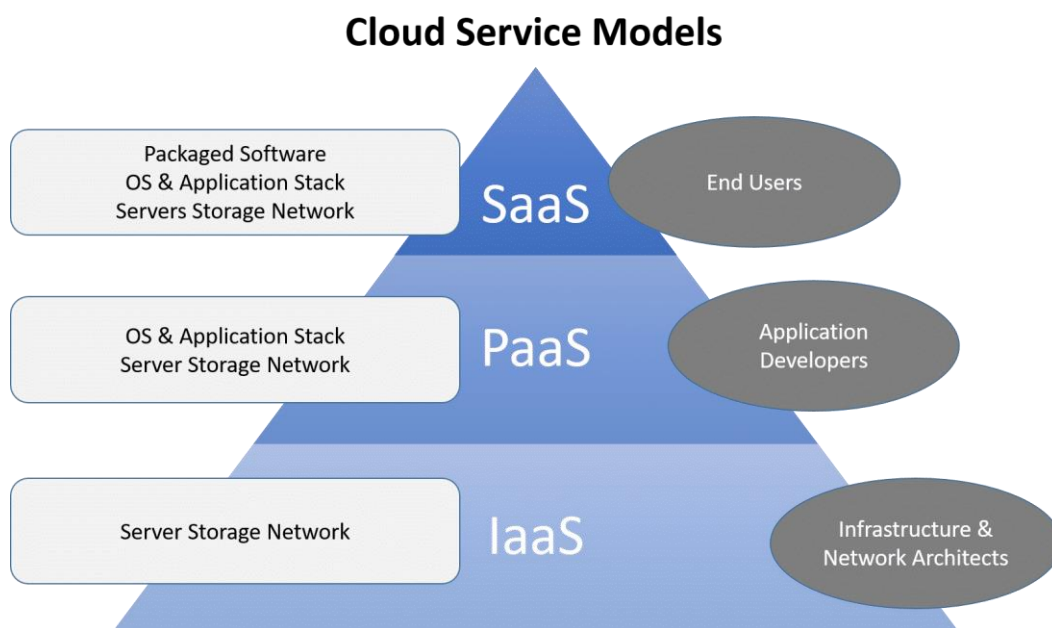 Cloud Service Models
Packaged Software
OS & Application Stack
Servers Storage Network
SaaS
End Users
OS & Application Stack
Server Storage Network
PaaS
Application
Developers
Server Storage Network
IaaS
Infrastructure &
Network Architects